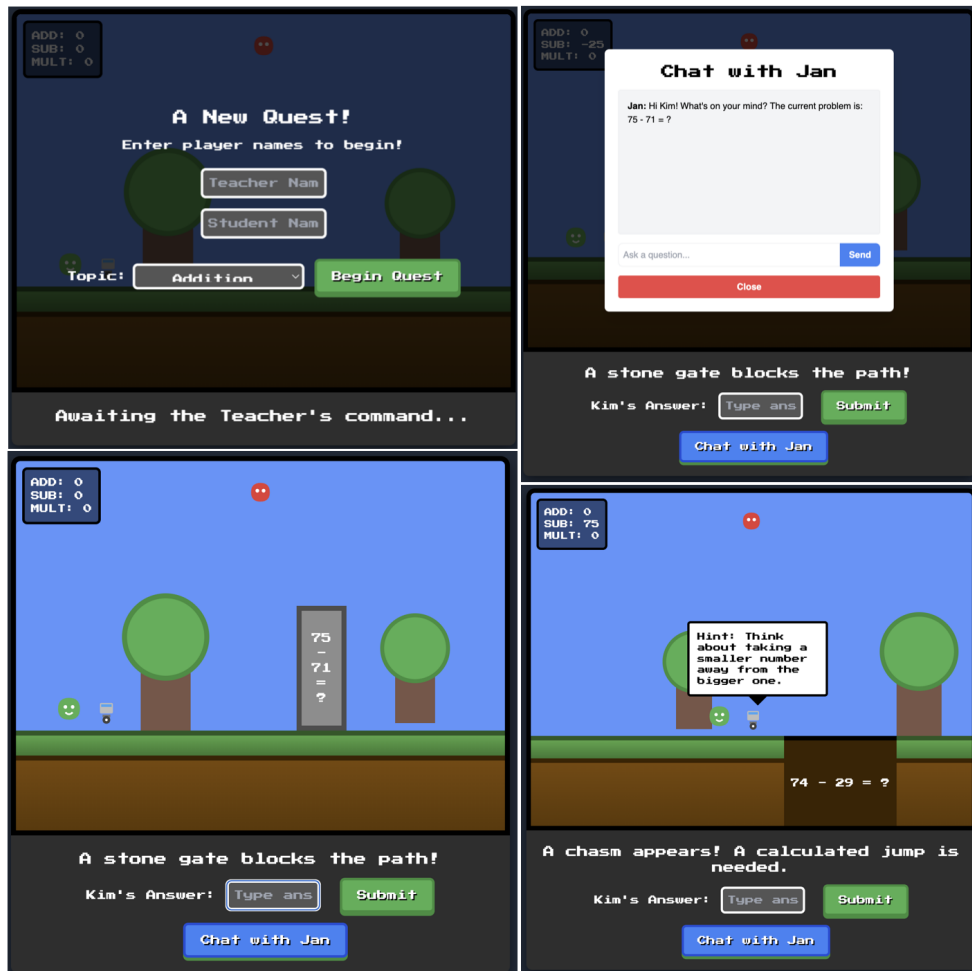 ADD: 0
SUB: 0
MULT: 0
A New Quest!
Enter player names to begin!
Teacher Nam
Student Nam
Topic: Addition Begin Quest
Awaiting the Teacher's command...
ADD: 0
SUB: -25
MULT: 0
Chat with Jan
Jan: Hi Kim! What's on your mind? The current problem is:
75 - 71 = ?
Ask a question... Send
Close
A stone gate blocks the path!
Kim's Answer: Type ans Submit
Chat with Jan
ADD: 0
SUB: 0
MULT: 0
75
-
71
=
?
A stone gate blocks the path!
Kim's Answer: Type ans Submit
Chat with Jan
ADD: 0
SUB: 75
MULT: 0
Hint: Think
about taking a
smaller number
away from the
bigger one.
74 - 29 = ?
A chasm appears! A calculated jump is
needed.
Kim's Answer: Type ans Submit
Chat with Jan